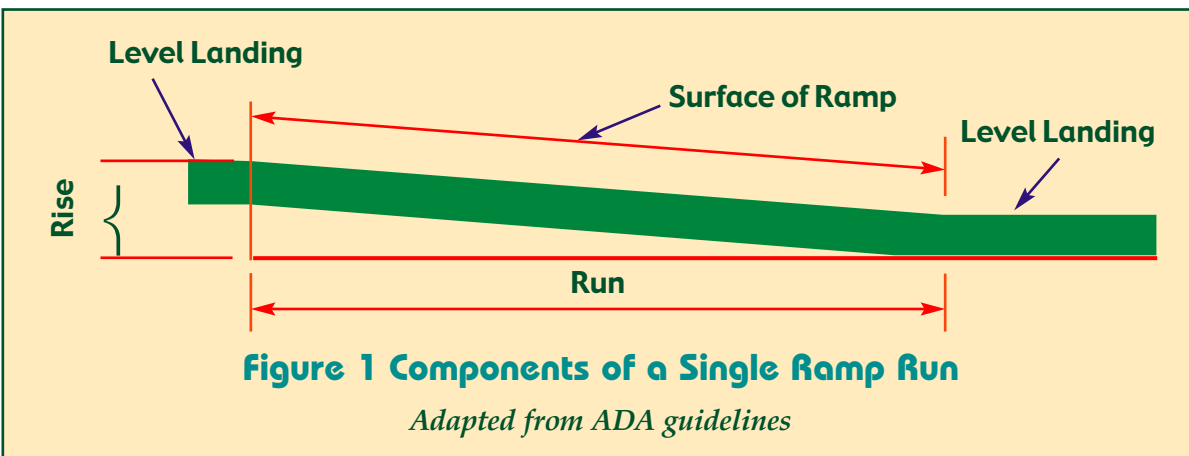 Level Landing
Surface of Ramp
Level Landing
Rise
Run
Figure 1 Components of a Single Ramp Run
Adapted from ADA guidelines